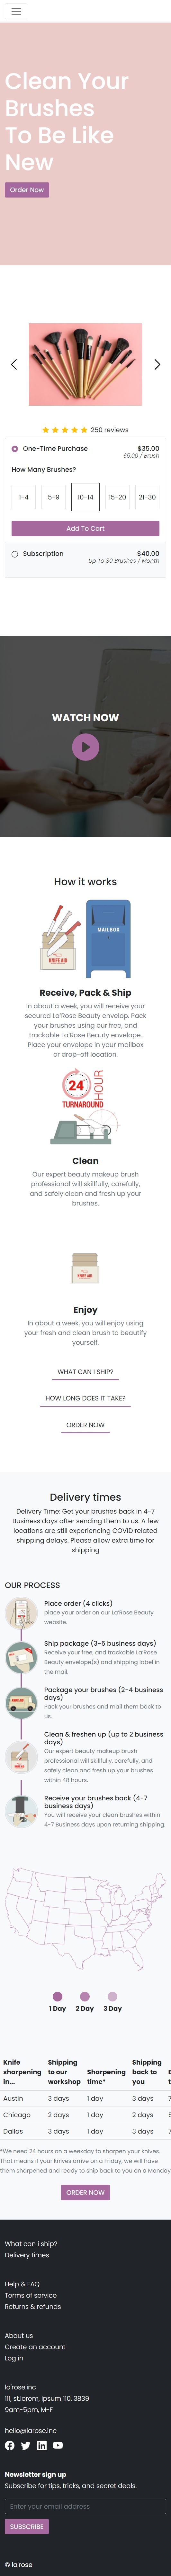 Clean Your
Brushes
To Be Like
New
Order Now
250 reviews
One-Time Purchase
$35.00
$5.00 / Brush
How Many Brushes?
1-4
5-9
10-14
15-20
21-30
Add To Cart
Subscription
$40.00
Up To 30 Brushes / Month
WATCH NOW
How it works
MAILBOX
KNIFE AID
Receive, Pack & Ship
In about a week, you will receive your
secured La'Rose Beauty envelop. Pack
your brushes using our free, and
trackable La'Rose Beauty envelope.
Place your envelope in your mailbox
or drop-off location.
24
HOUR
TURNAROUND
Clean
Our expert beauty makeup brush
professional will skillfully, carefully,
and safely clean and freshen up your
brushes.
KNIFE AID
Enjoy
In about a week, you will enjoy using
your fresh and clean brush to beautify
yourself.
WHAT CAN I SHIP?
HOW LONG DOES IT TAKE?
ORDER NOW
Delivery times
Delivery Time: Get your brushes back in 4-7
Business days after sending them to us. A few
locations are still experiencing COVID related
shipping delays. Please allow extra time for
shipping
OUR PROCESS
Place order (4 clicks)
place your order on our La'Rose Beauty
website.
Ship package (3-5 business days)
Receive your free, and trackable La'Rose
Beauty envelope(s) and shipping label in
the mail.
Package your brushes (2-4 business
days)
Pack your brushes and mail them back to
us.
Clean & freshen up (up to 2 business
days)
Our expert beauty makeup brush
professional will skillfully, carefully, and
safely clean and fresh up your brushes
within 48 hours.
Receive your brushes back (4-7
business days)
You will receive your clean brushes within
4-7 Business days upon returning shipping.
1 Day
2 Day
3 Day
Knife sharpening in...
Shipping to our workshop
Sharpening time*
Shipping back to you
Austin 3 days 1 day 3 days 7
Chicago 2 days 1 day 2 days 5
Dallas 3 days 1 day 3 days 7
*We need 24 hours on a weekday to sharpen your knives.
That means if your knives arrive on a Friday, we will have
them sharpened and ready to ship back to you on a Monday
ORDER NOW
What can i ship?
Delivery times
Help & FAQ
Terms of service
Returns & refunds
About us
Create an account
Log in
la'rose.inc
111, st.lorem, ipsum 110. 3839
9am-5pm, M-F
hello@larose.inc
Newsletter sign up
Subscribe for tips, tricks, and secret deals.
Enter your email address
SUBSCRIBE
© la'rose